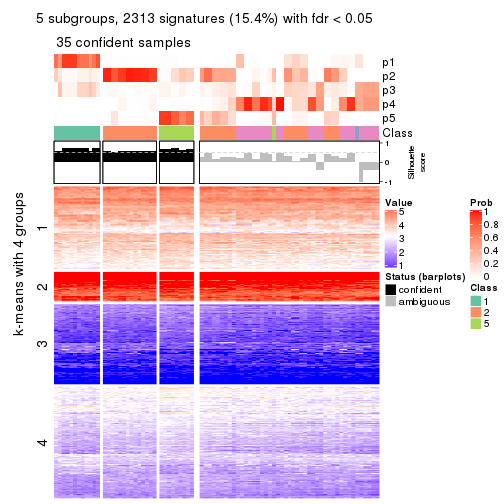 5 subgroups, 2313 signatures (15.4%) with fdr < 0.05
35 confident samples
p1
p2
p3
p4
p5
Class
1
0
-1
Silhouette
score
k-means with 4 groups
1
2
3
4
Value
5
4
3
2
1
Status (barplots)
confident
ambiguous
Prob
1
0.8
0.6
0.4
0.2
0
Class
1
2
5